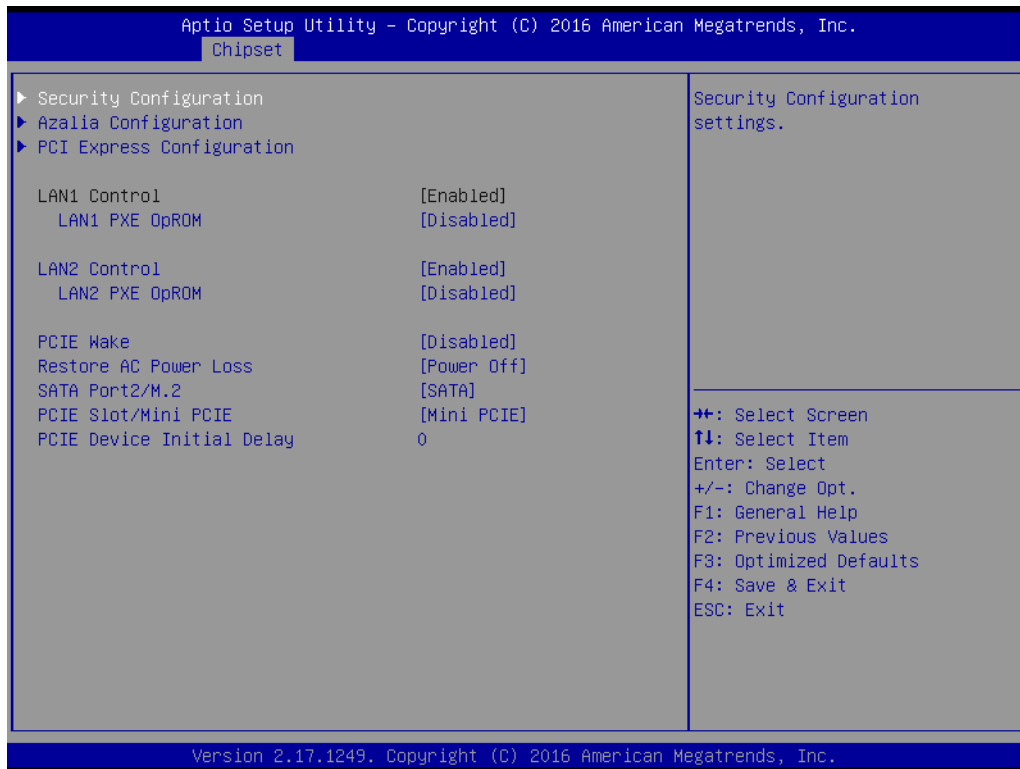 Aptio Setup Utility – Copyright (C) 2016 American Megatrends, Inc.
Chipset
Security Configuration
Azalia Configuration
PCI Express Configuration
LAN1 Control [Enabled]
LAN1 PXE OpROM [Disabled]
LAN2 Control [Enabled]
LAN2 PXE OpROM [Disabled]
PCIE Wake [Disabled]
Restore AC Power Loss [Power Off]
SATA Port2/M.2 [SATA]
PCIE Slot/Mini PCIE [Mini PCIE]
PCIE Device Initial Delay 0
Security Configuration
settings.
→←: Select Screen
↑↓: Select Item
Enter: Select
+/-: Change Opt.
F1: General Help
F2: Previous Values
F3: Optimized Defaults
F4: Save & Exit
ESC: Exit
Version 2.17.1249. Copyright (C) 2016 American Megatrends, Inc.